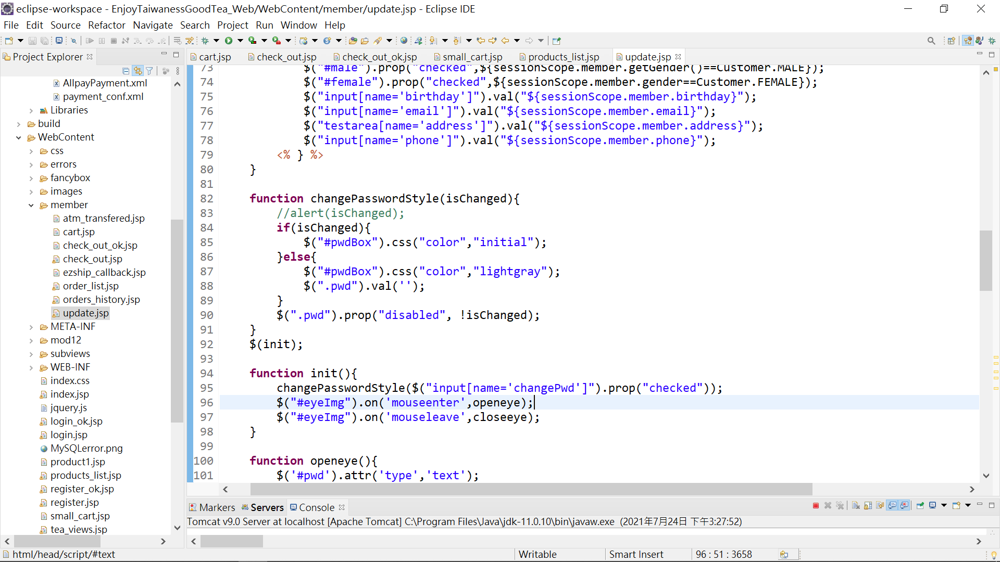 eclipse-workspace - EnjoyTaiwanessGoodTea_Web/WebContent/member/update.jsp - Eclipse IDE
File Edit Source Refactor Navigate Search Project Run Window Help
Project Explorer
AllpayPayment.xml
payment_conf.xml
Libraries
build
WebContent
css
errors
fancybox
images
member
atm_transfered.jsp
cart.jsp
check_out_ok.jsp
check_out.jsp
ezship_callback.jsp
order_list.jsp
orders_history.jsp
update.jsp
META-INF
mod12
subviews
WEB-INF
index.css
index.jsp
jquery.js
login_ok.jsp
login.jsp
MySQLerror.png
product1.jsp
products_list.jsp
register_ok.jsp
register.jsp
small_cart.jsp
tea_views.jsp
cart.jsp check_out.jsp check_out_ok.jsp small_cart.jsp products_list.jsp update.jsp
73 $("#male").prop("checked",${sessionScope.member.getGender()==Customer.MALE});
74 $("#female").prop("checked",${sessionScope.member.gender==Customer.FEMALE});
75 $("input[name='birthday']").val("${sessionScope.member.birthday}");
76 $("input[name='email']").val("${sessionScope.member.email}");
77 $("testarea[name='address']").val("${sessionScope.member.address}");
78 $("input[name='phone']").val("${sessionScope.member.phone}");
79 <% } %>
80 }
81
82 function changePasswordStyle(isChanged){
83 //alert(isChanged);
84 if(isChanged){
85 $("#pwdBox").css("color","initial");
86 }else{
87 $("#pwdBox").css("color","lightgray");
88 $(".pwd").val('');
89 }
90 $(".pwd").prop("disabled", !isChanged);
91 }
92 $(init);
93
94 function init(){
95 changePasswordStyle($("input[name='changePwd']").prop("checked"));
96 $("#eyeImg").on('mouseenter',openeye);
97 $("#eyeImg").on('mouseleave',closeeye);
98 }
99
100 function openeye(){
101 $('#pwd').attr('type','text');
Markers Servers Console
Tomcat v9.0 Server at localhost [Apache Tomcat] C:\Program Files\Java\jdk-11.0.10\bin\javaw.exe (2021年7月24日 下午3:27:52)
html/head/script/#text Writable Smart Insert 96 : 51 : 3658